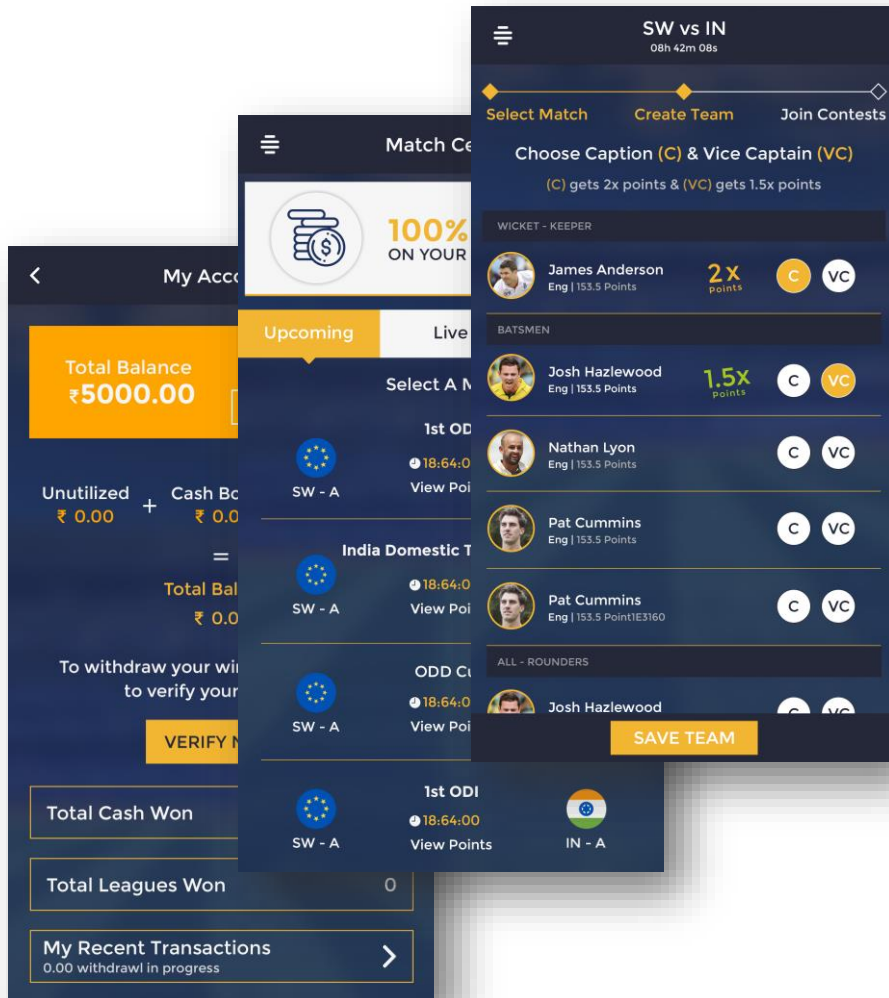 SW vs IN
08h 42m 08s
Select Match Create Team Join Contests
Choose Caption (C) & Vice Captain (VC)
(C) gets 2x points & (VC) gets 1.5x points
WICKET - KEEPER
James Anderson
Eng | 153.5 Points
2X
Points
C VC
BATSMEN
Josh Hazlewood
Eng | 153.5 Points
1.5X
Points
C VC
Nathan Lyon
Eng | 153.5 Points
C VC
Pat Cummins
Eng | 153.5 Points
C VC
Pat Cummins
Eng | 153.5 Point1E3160
C VC
ALL - ROUNDERS
Josh Hazlewood
C VC
SAVE TEAM
Match Ce
100%
ON YOUR
Upcoming Live
Select A M
1st OD
18:64:0
SW - A View Poi
India Domestic T
18:64:0
SW - A View Poi
ODD Cu
18:64:0
SW - A View Poi
1st ODI
18:64:00
SW - A View Points IN - A
My Acco
Total Balance
₹5000.00
Unutilized + Cash Bo
₹ 0.00 ₹ 0.0
=
Total Bal
₹ 0.0
To withdraw your wi
to verify your
VERIFY
Total Cash Won
Total Leagues Won 0
My Recent Transactions
0.00 withdrawl in progress